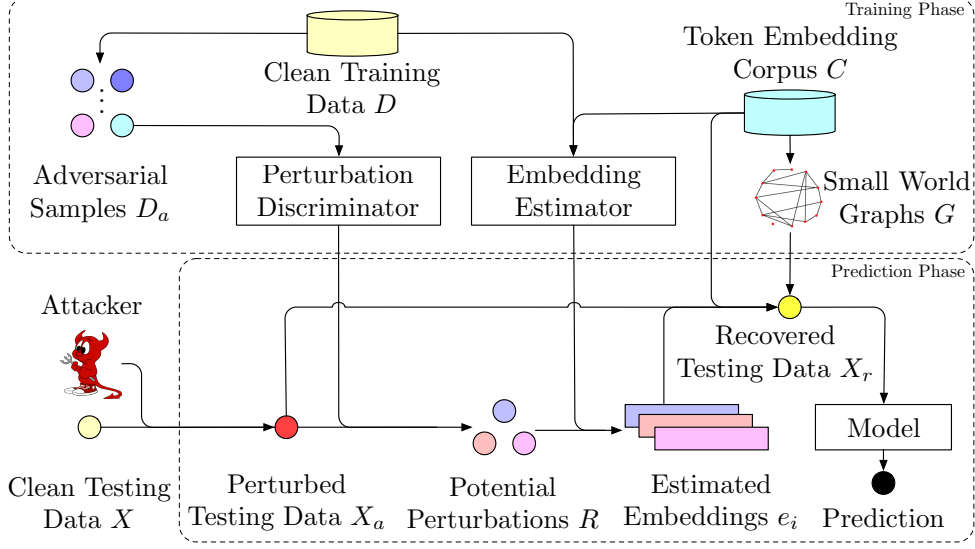 Training Phase
Clean Training
Data D
Token Embedding
Corpus C
Adversarial
Samples Dₐ
Perturbation
Discriminator
Embedding
Estimator
Small World
Graphs G
Prediction Phase
Attacker
Recovered
Testing Data Xᵣ
Model
Clean Testing
Data X
Perturbed
Testing Data Xₐ
Potential
Perturbations R
Estimated
Embeddings eᵢ
Prediction